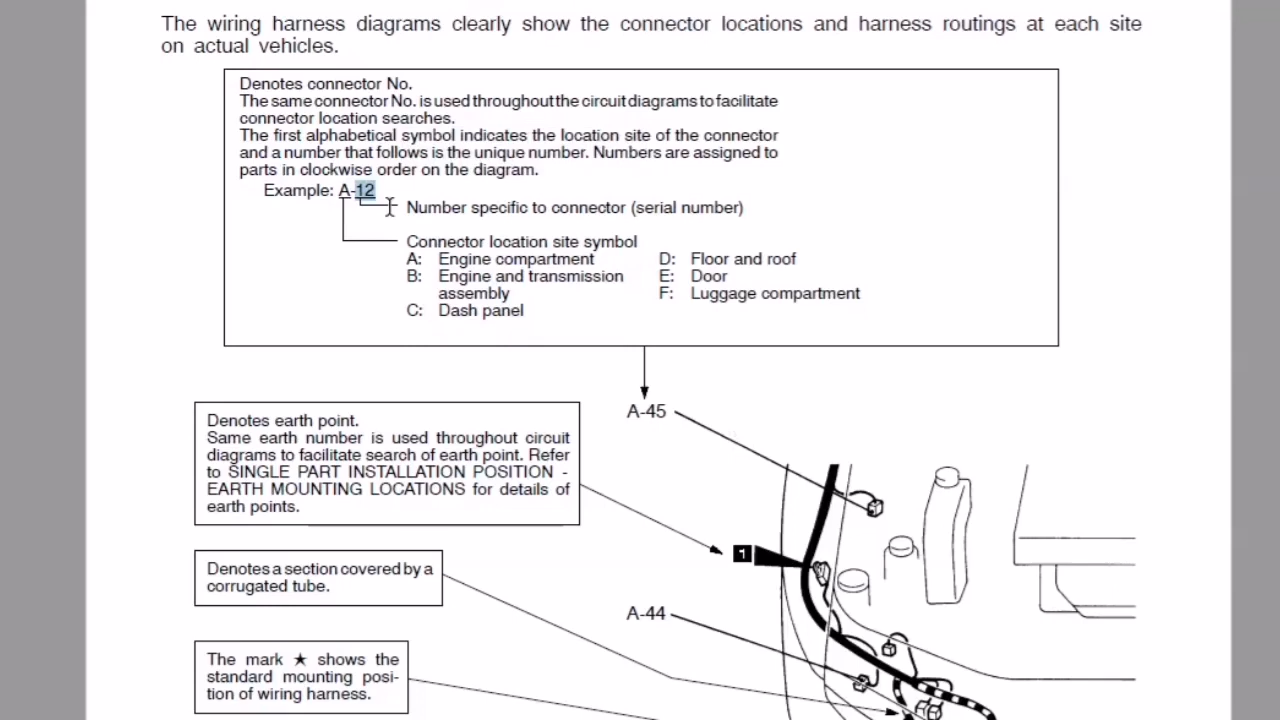 The wiring harness diagrams clearly show the connector locations and harness routings at each site
on actual vehicles.
Denotes connector No.
The same connector No. is used throughout the circuit diagrams to facilitate
connector location searches.
The first alphabetical symbol indicates the location site of the connector
and a number that follows is the unique number. Numbers are assigned to
parts in clockwise order on the diagram.
Example: A-12
Number specific to connector (serial number)
Connector location site symbol
A: Engine compartment
B: Engine and transmission
assembly
C: Dash panel
D: Floor and roof
E: Door
F: Luggage compartment
A-45
Denotes earth point.
Same earth number is used throughout circuit
diagrams to facilitate search of earth point. Refer
to SINGLE PART INSTALLATION POSITION -
EARTH MOUNTING LOCATIONS for details of
earth points.
1
Denotes a section covered by a
corrugated tube.
A-44
The mark ★ shows the
standard mounting posi-
tion of wiring harness.